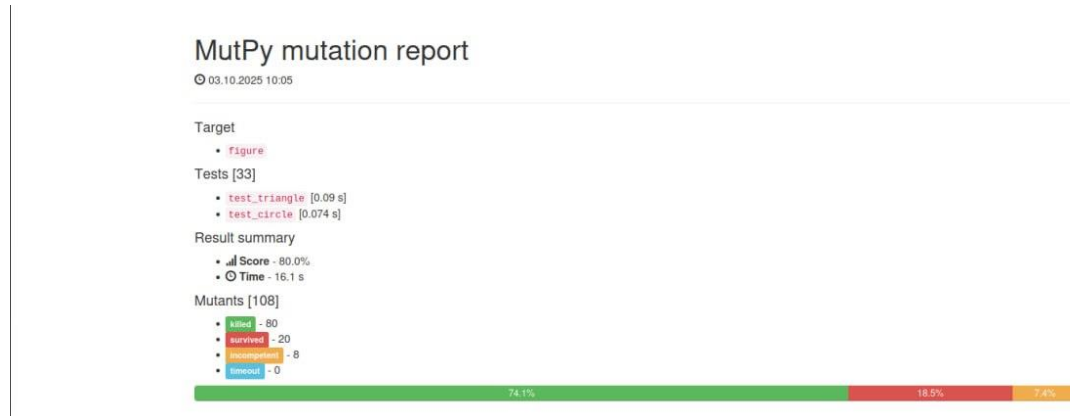 MutPy mutation report
03.10.2025 10:05
Target
figure
Tests [33]
test_triangle [0.09 s]
test_circle [0.074 s]
Result summary
Score - 80.0%
Time - 16.1 s
Mutants [108]
killed - 80
survived - 20
incompetent - 8
timeout - 0
74.1% 18.5% 7.4%